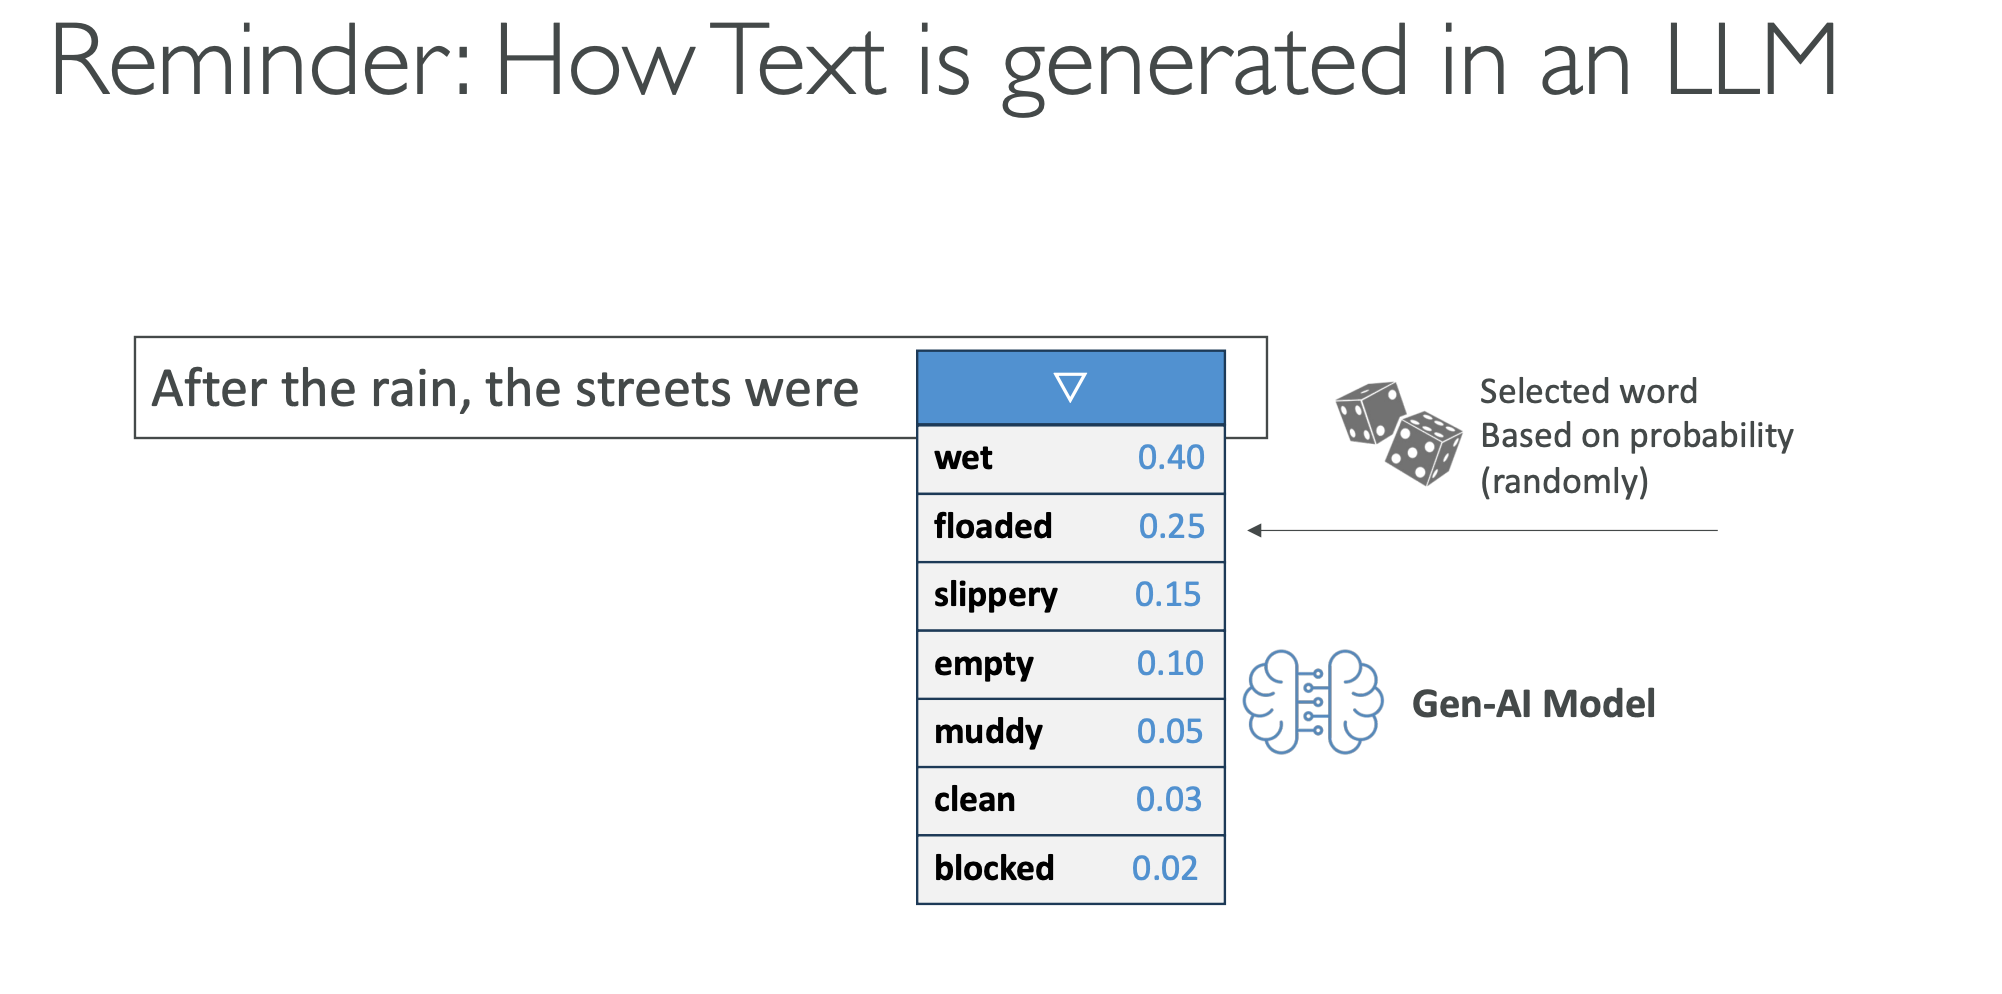 Reminder: How Text is generated in an LLM
After the rain, the streets were
wet 0.40
floaded 0.25
slippery 0.15
empty 0.10
muddy 0.05
clean 0.03
blocked 0.02
Selected word
Based on probability
(randomly)
Gen-AI Model